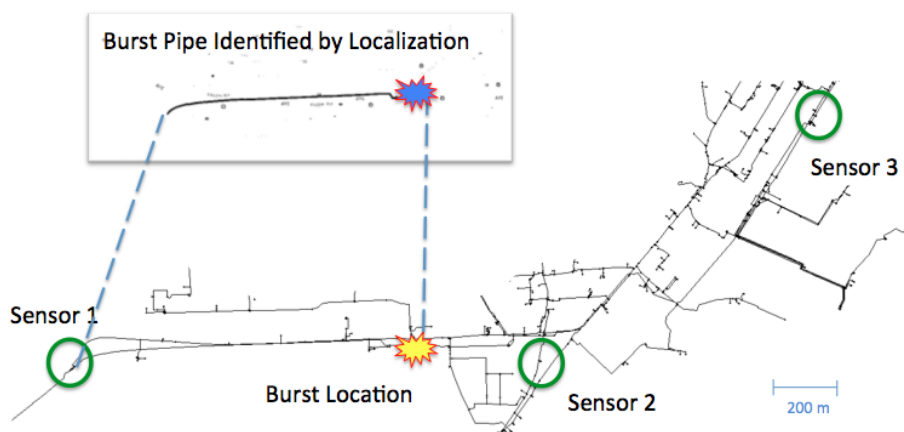 Burst Pipe Identified by Localization
Sensor 3
Sensor 1
Burst Location
Sensor 2
200 m